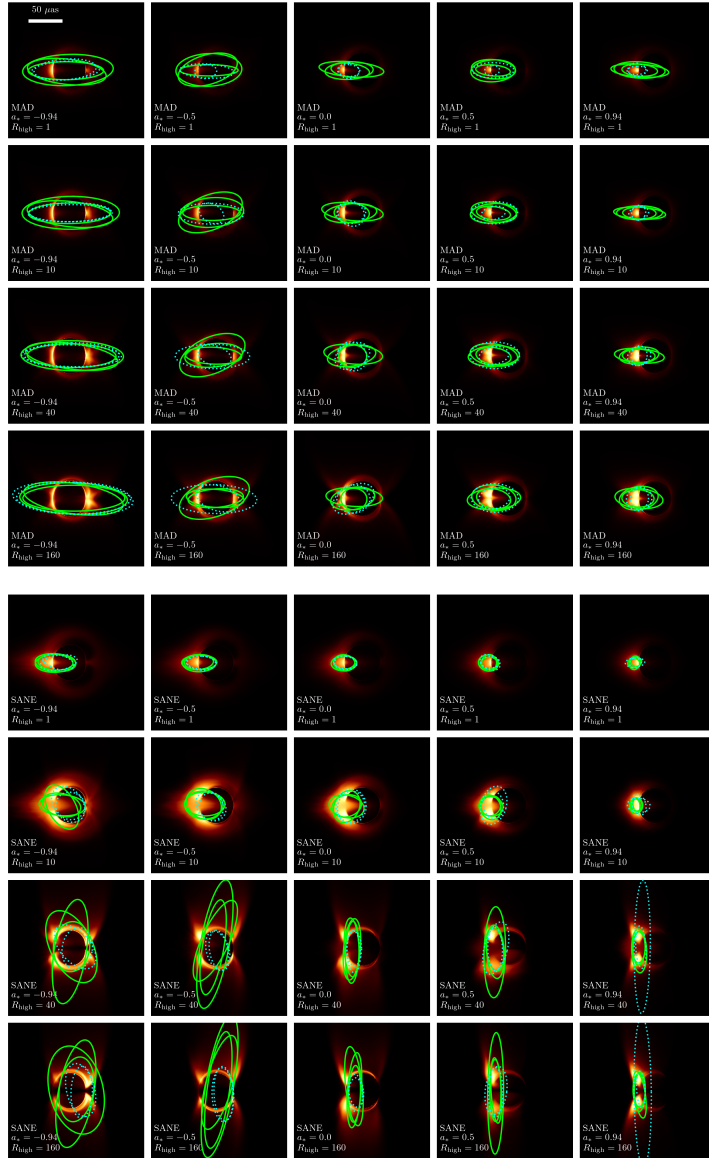 50 μas
MAD
a* = −0.94
R_high = 1
MAD
a* = −0.5
R_high = 1
MAD
a* = 0.0
R_high = 1
MAD
a* = 0.5
R_high = 1
MAD
a* = 0.94
R_high = 1
MAD
a* = −0.94
R_high = 10
MAD
a* = −0.5
R_high = 10
MAD
a* = 0.0
R_high = 10
MAD
a* = 0.5
R_high = 10
MAD
a* = 0.94
R_high = 10
MAD
a* = −0.94
R_high = 40
MAD
a* = −0.5
R_high = 40
MAD
a* = 0.0
R_high = 40
MAD
a* = 0.5
R_high = 40
MAD
a* = 0.94
R_high = 40
MAD
a* = −0.94
R_high = 160
MAD
a* = −0.5
R_high = 160
MAD
a* = 0.0
R_high = 160
MAD
a* = 0.5
R_high = 160
MAD
a* = 0.94
R_high = 160
SANE
a* = −0.94
R_high = 1
SANE
a* = −0.5
R_high = 1
SANE
a* = 0.0
R_high = 1
SANE
a* = 0.5
R_high = 1
SANE
a* = 0.94
R_high = 1
SANE
a* = −0.94
R_high = 10
SANE
a* = −0.5
R_high = 10
SANE
a* = 0.0
R_high = 10
SANE
a* = 0.5
R_high = 10
SANE
a* = 0.94
R_high = 10
SANE
a* = −0.94
R_high = 40
SANE
a* = −0.5
R_high = 40
SANE
a* = 0.0
R_high = 40
SANE
a* = 0.5
R_high = 40
SANE
a* = 0.94
R_high = 40
SANE
a* = −0.94
R_high = 160
SANE
a* = −0.5
R_high = 160
SANE
a* = 0.0
R_high = 160
SANE
a* = 0.5
R_high = 160
SANE
a* = 0.94
R_high = 160